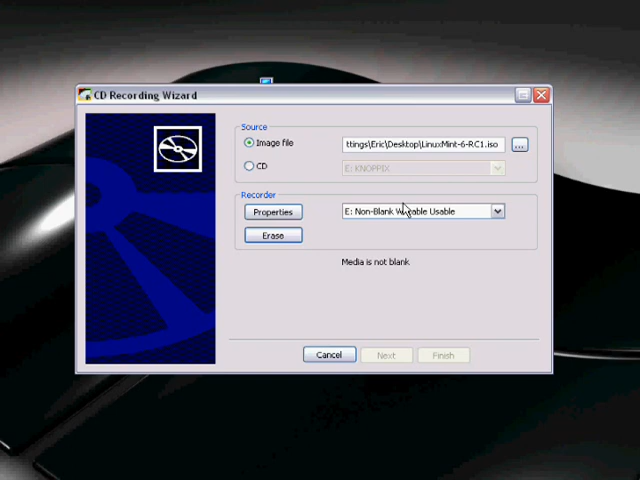 CD Recording Wizard
Source
Image file
ttings\Eric\Desktop\LinuxMint-6-RC1.iso
...
CD
E: KNOPPIX
Recorder
Properties
E: Non-Blank Writable Usable
Erase
Media is not blank
Cancel
Next
Finish